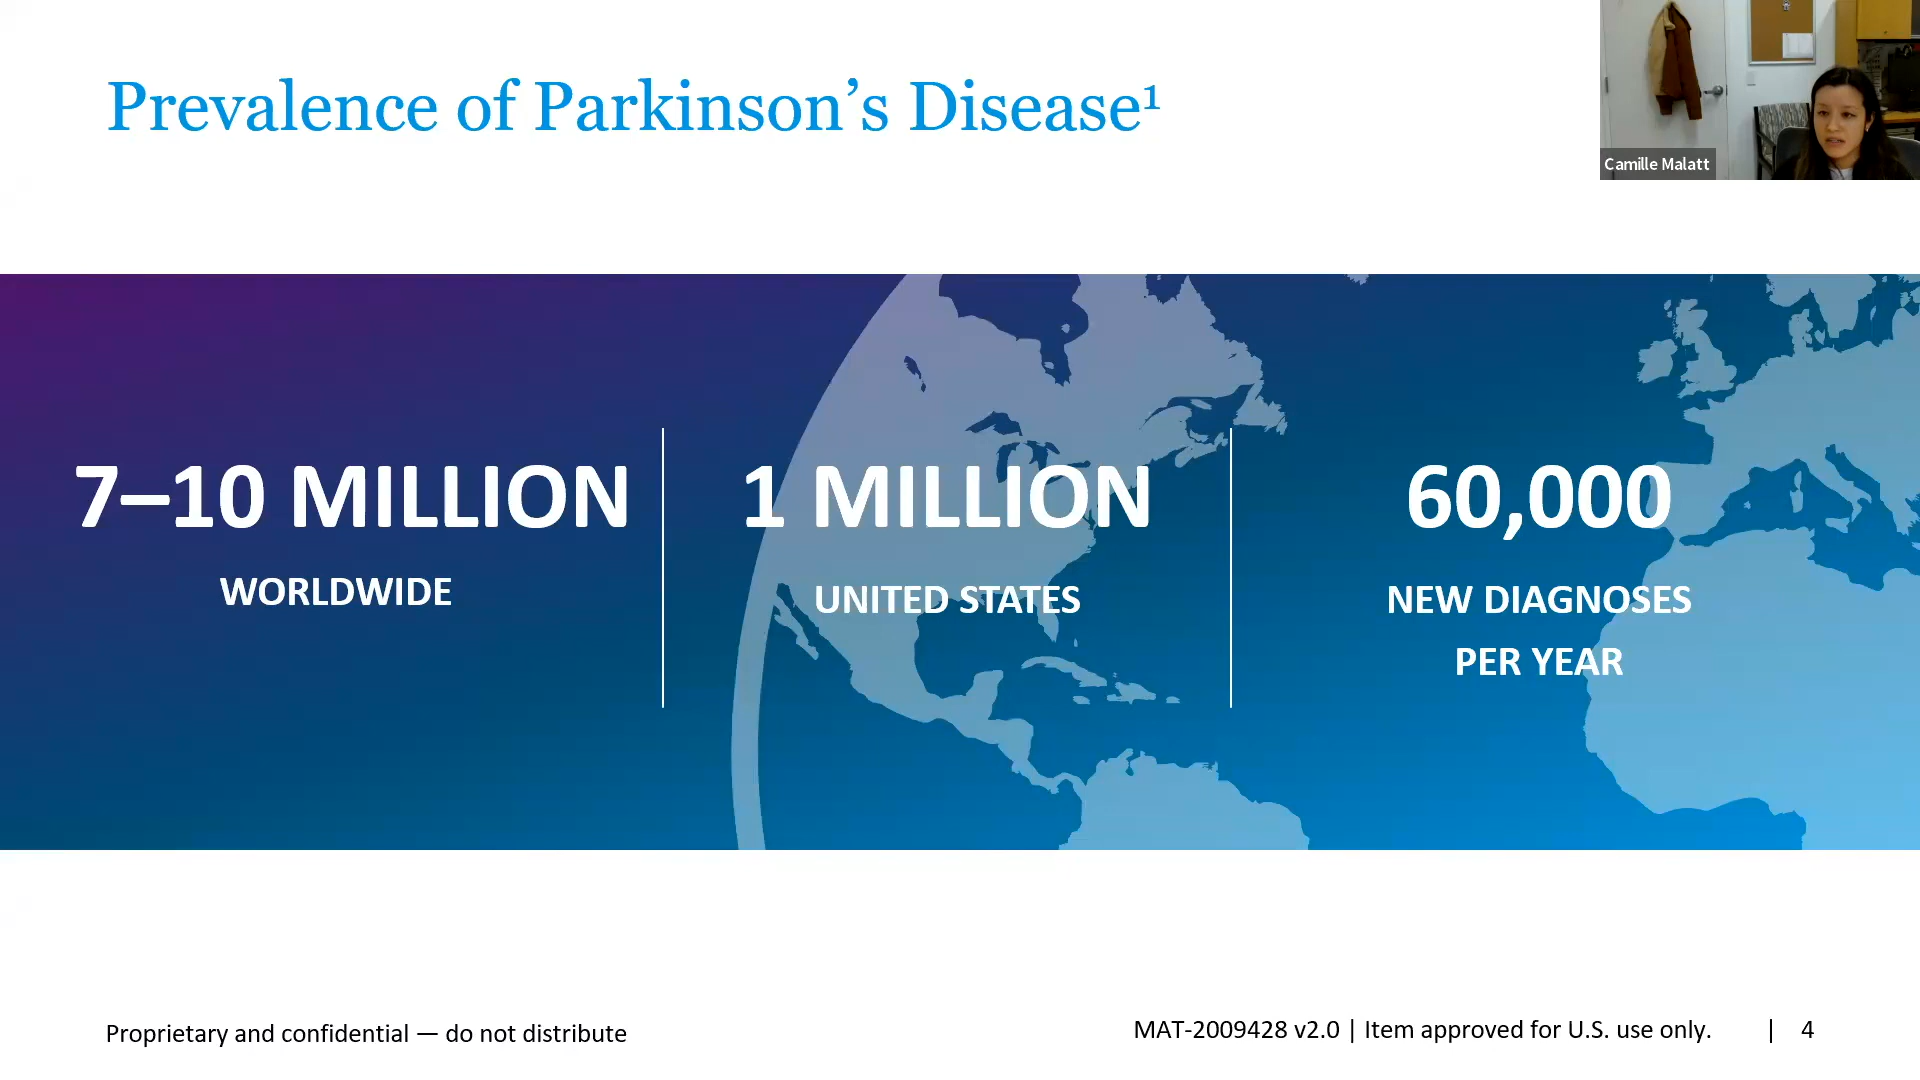 Prevalence of Parkinson’s Disease¹
Camille Malatt
7–10 MILLION
WORLDWIDE
1 MILLION
UNITED STATES
60,000
NEW DIAGNOSES
PER YEAR
Proprietary and confidential — do not distribute
MAT-2009428 v2.0 | Item approved for U.S. use only. | 4